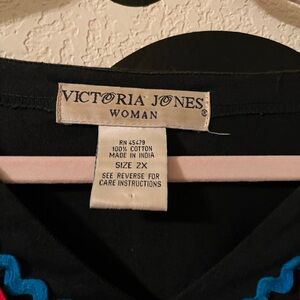 VICTORIA JONES
®
WOMAN
RN 45479
100% COTTON
MADE IN INDIA
SIZE 2X
SEE REVERSE FOR
CARE INSTRUCTIONS